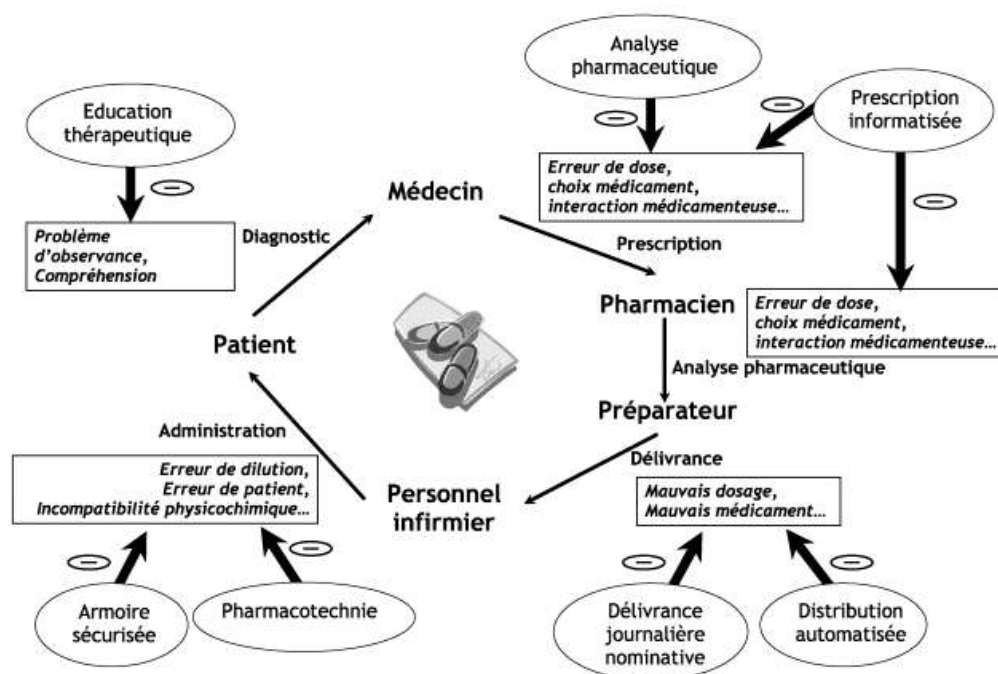 Analyse
pharmaceutique
Prescription
informatisée
Education
thérapeutique
Erreur de dose,
choix médicament,
interaction médicamenteuse...
Médecin
Problème
d'observance,
Compréhension
Diagnostic
Prescription
Pharmacien
Erreur de dose,
choix médicament,
interaction médicamenteuse...
Patient
Analyse pharmaceutique
Préparateur
Administration
Délivrance
Erreur de dilution,
Erreur de patient,
Incompatibilité physicochimique...
Personnel
infirmier
Mauvais dosage,
Mauvais médicament...
Armoire
sécurisée
Pharmacotechnie
Délivrance
journalière
nominative
Distribution
automatisée